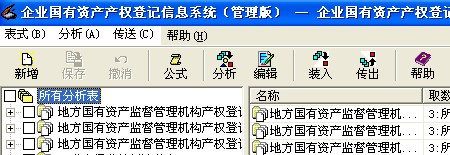 企业国有资产产权登记信息系统（管理版） — 企业国有资产产权登记
表式(B) 分析(A) 传送(C) 帮助(H)
新增 保存 撤消 公式 分析 编辑 装入 传出 帮助
所有分析表 名称 取数
地方国有资产监督管理机构产权登 地方国有资产监督管理机... 3:所
地方国有资产监督管理机构产权登 地方国有资产监督管理机... 3:所
地方国有资产监督管理机构产权登 地方国有资产监督管理机... 3:所